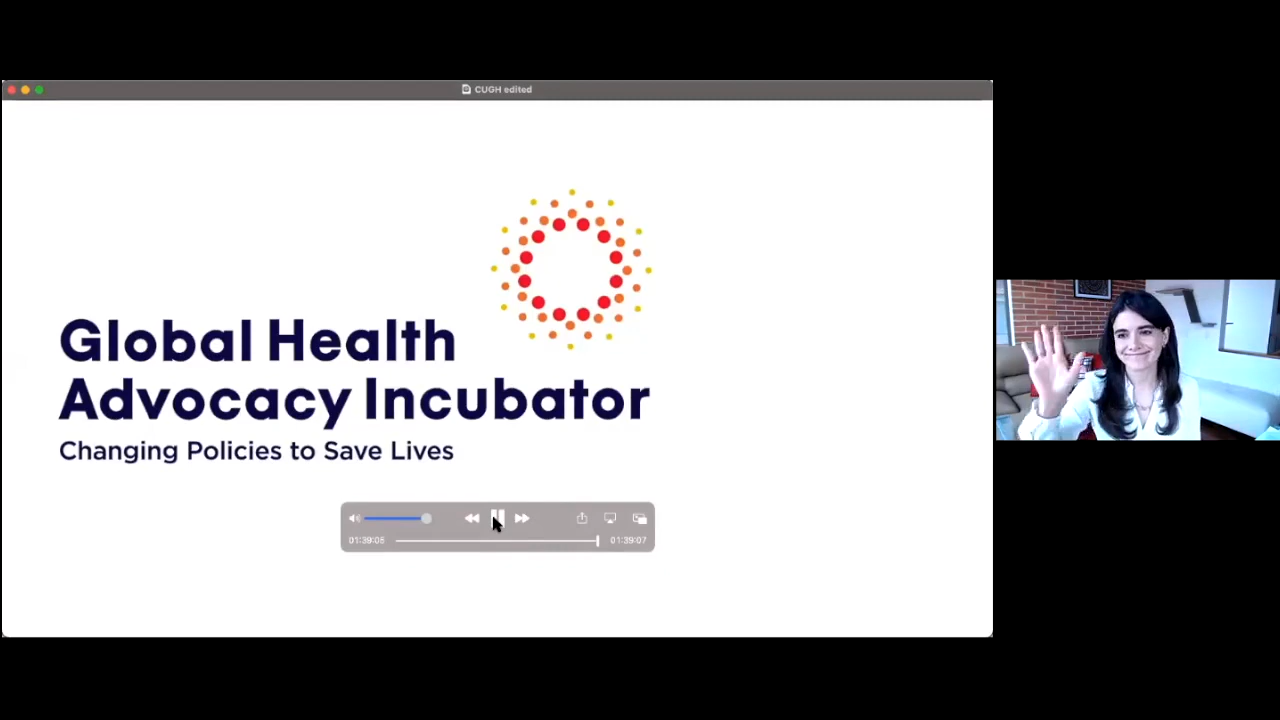 CUGH edited
Global Health
Advocacy Incubator
Changing Policies to Save Lives
01:39:05
01:39:07